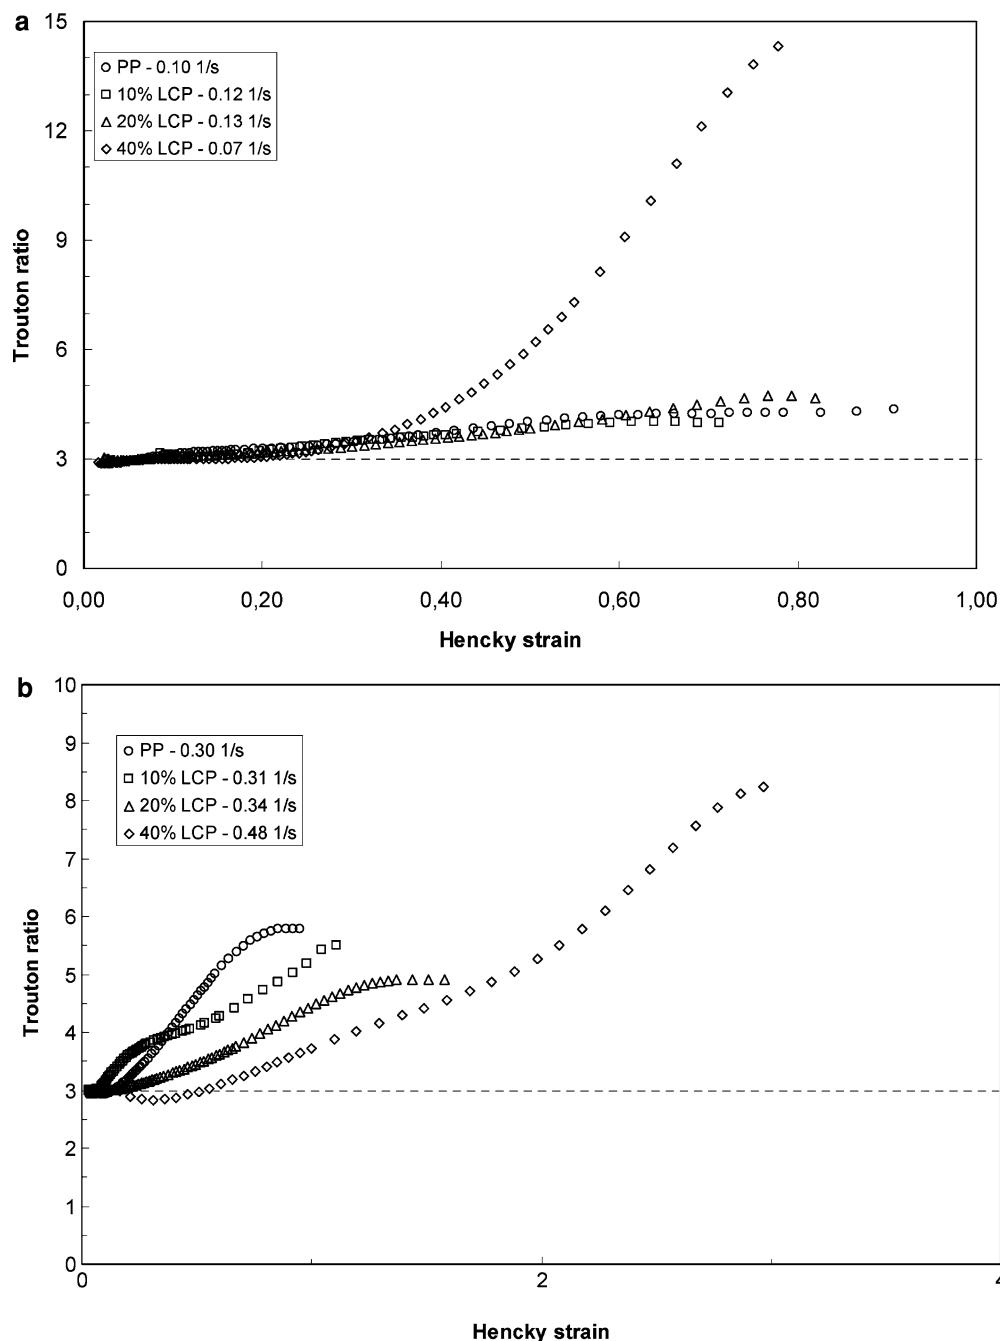 a
15
12
9
6
3
0
Trouton ratio
PP - 0.10 1/s
10% LCP - 0.12 1/s
20% LCP - 0.13 1/s
40% LCP - 0.07 1/s
0,00 0,20 0,40 0,60 0,80 1,00
Hencky strain
b
10
9
8
7
6
5
4
3
2
1
0
Trouton ratio
PP - 0.30 1/s
10% LCP - 0.31 1/s
20% LCP - 0.34 1/s
40% LCP - 0.48 1/s
0 2 4
Hencky strain